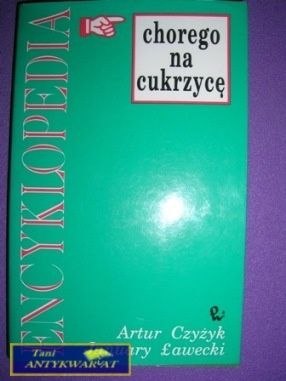 ENCYKLOPEDIA
chorego
na
cukrzycę
Artur Czyżyk
Ławecki
Tani
ANTYKWARIAT